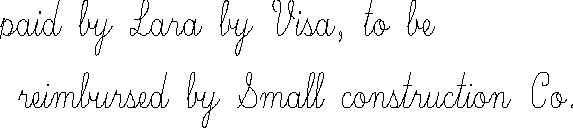 paid by Lara by Visa, to be
reimbursed by Small construction Co.